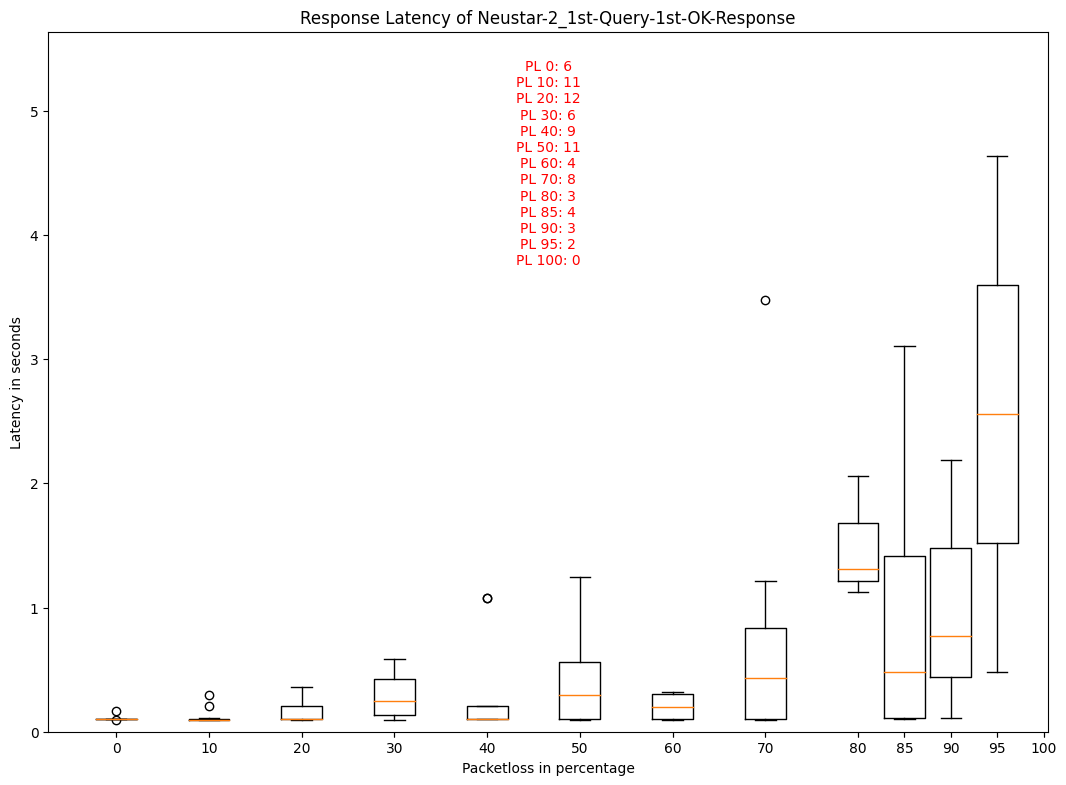 Response Latency of Neustar-2_1st-Query-1st-OK-Response
PL 0: 6
PL 10: 11
PL 20: 12
PL 30: 6
PL 40: 9
PL 50: 11
PL 60: 4
PL 70: 8
PL 80: 3
PL 85: 4
PL 90: 3
PL 95: 2
PL 100: 0
Latency in seconds
5
4
3
2
1
0
0 10 20 30 40 50 60 70 80 85 90 95 100
Packetloss in percentage